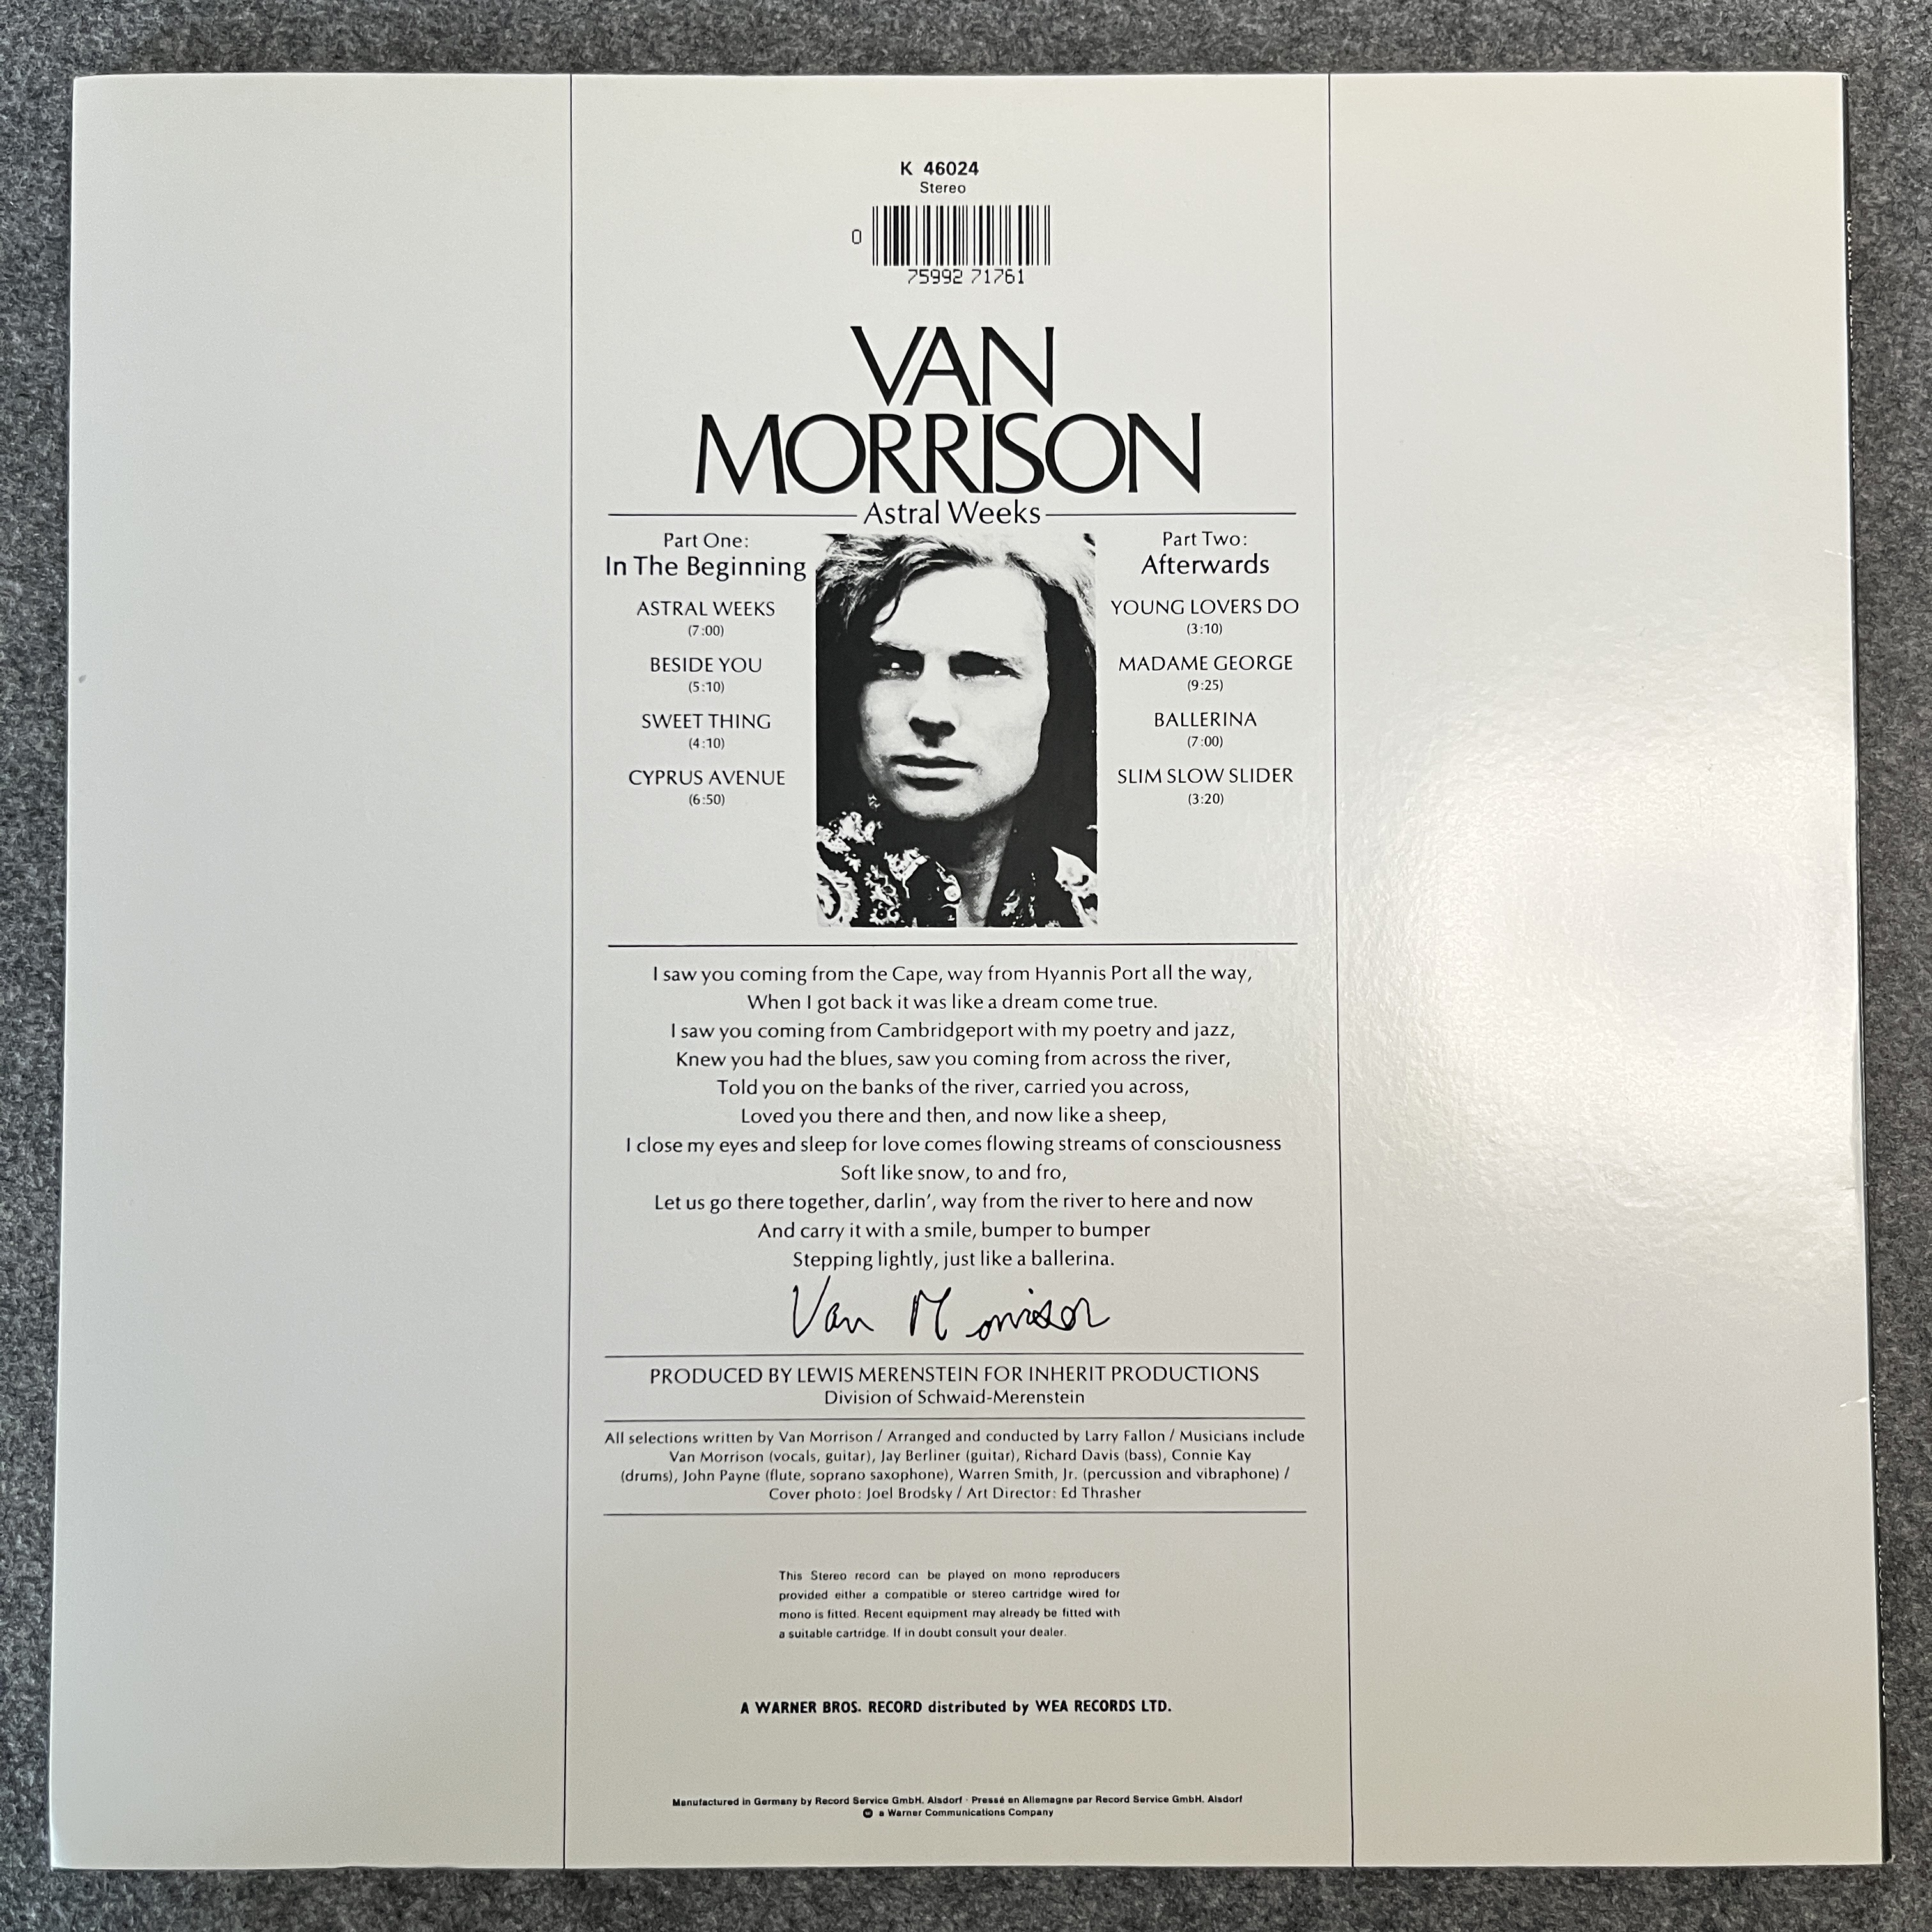 K 46024
Stereo
0
75992 71761
VAN
MORRISON
Astral Weeks
Part One:
In The Beginning
ASTRAL WEEKS
(7:00)
BESIDE YOU
(5:10)
SWEET THING
(4:10)
CYPRUS AVENUE
(6:50)
Part Two:
Afterwards
YOUNG LOVERS DO
(3:10)
MADAME GEORGE
(9:25)
BALLERINA
(7:00)
SLIM SLOW SLIDER
(3:20)
I saw you coming from the Cape, way from Hyannis Port all the way,
When I got back it was like a dream come true.
I saw you coming from Cambridgeport with my poetry and jazz,
Knew you had the blues, saw you coming from across the river,
Told you on the banks of the river, carried you across,
Loved you there and then, and now like a sheep,
I close my eyes and sleep for love comes flowing streams of consciousness
Soft like snow, to and fro,
Let us go there together, darlin', way from the river to here and now
And carry it with a smile, bumper to bumper
Stepping lightly, just like a ballerina.
Van Morrison
PRODUCED BY LEWIS MERENSTEIN FOR INHERIT PRODUCTIONS
Division of Schwaid-Merenstein
All selections written by Van Morrison / Arranged and conducted by Larry Fallon / Musicians include
Van Morrison (vocals, guitar), Jay Berliner (guitar), Richard Davis (bass), Connie Kay
(drums), John Payne (flute, soprano saxophone), Warren Smith, Jr. (percussion and vibraphone) /
Cover photo: Joel Brodsky / Art Director: Ed Thrasher
This Stereo record can be played on mono reproducers
provided either a compatible or stereo cartridge wired for
mono is fitted. Recent equipment may already be fitted with
a suitable cartridge. If in doubt consult your dealer.
A WARNER BROS. RECORD distributed by WEA RECORDS LTD.
Manufactured in Germany by Record Service GmbH. Alsdorf · Pressé en Allemagne par Record Service GmbH. Alsdorf
a Warner Communications Company